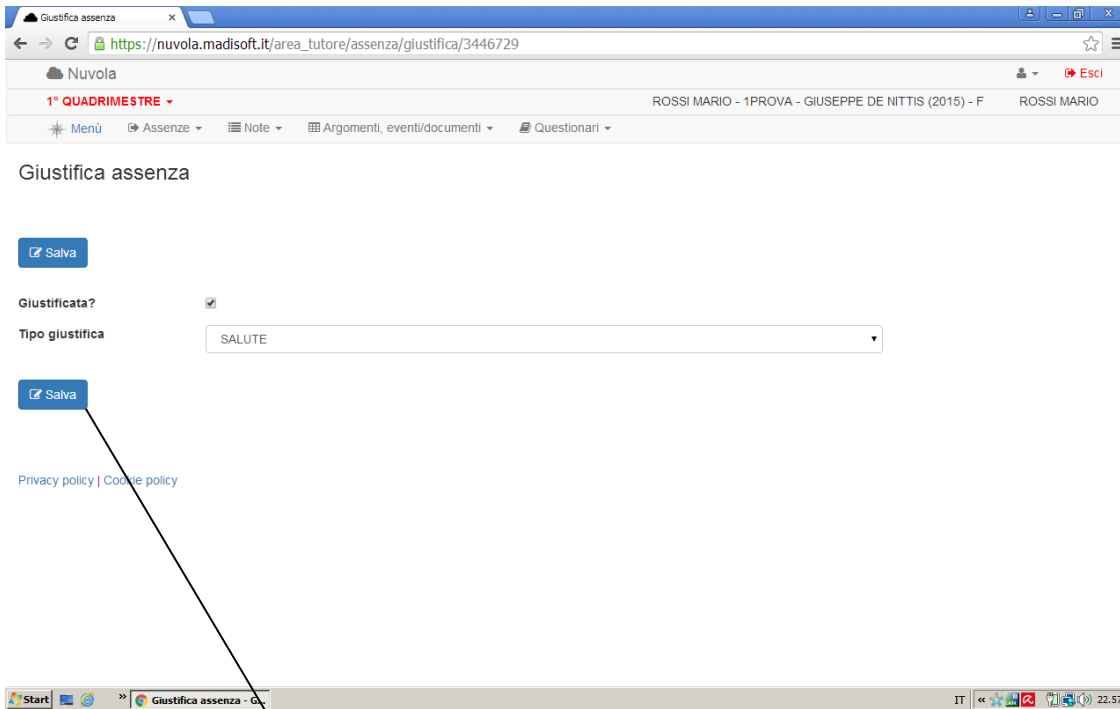 Giustifica assenza
https://nuvola.madisoft.it/area_tutore/assenza/giustifica/3446729
Nuvola Esci
1° QUADRIMESTRE ROSSI MARIO - 1PROVA - GIUSEPPE DE NITTIS (2015) - F ROSSI MARIO
Menù Assenze Note Argomenti, eventi/documenti Questionari
Giustifica assenza
Salva
Giustificata?
Tipo giustifica SALUTE
Salva
Privacy policy | Cookie policy
Start » Giustifica assenza - G... IT « 22.57